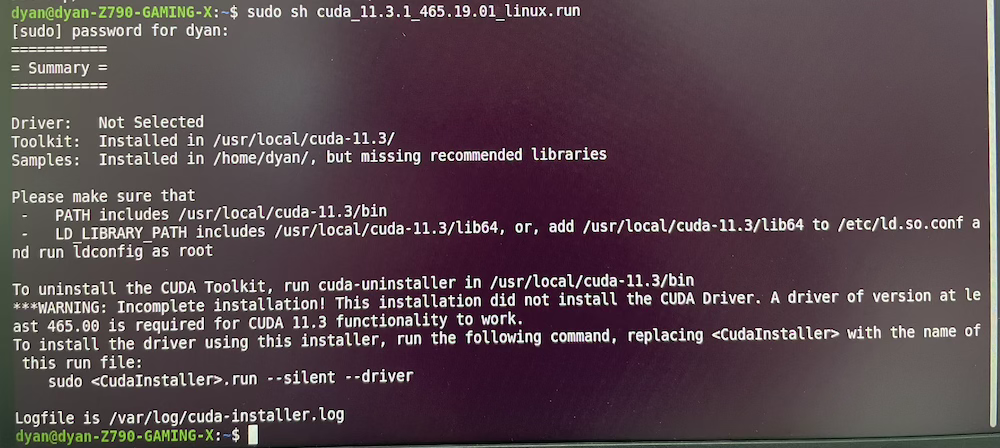 dyan@dyan-Z790-GAMING-X:~$ sudo sh cuda_11.3.1_465.19.01_linux.run
[sudo] password for dyan:
===========
= Summary =
===========
Driver:   Not Selected
Toolkit:  Installed in /usr/local/cuda-11.3/
Samples:  Installed in /home/dyan/, but missing recommended libraries
Please make sure that
 -   PATH includes /usr/local/cuda-11.3/bin
 -   LD_LIBRARY_PATH includes /usr/local/cuda-11.3/lib64, or, add /usr/local/cuda-11.3/lib64 to /etc/ld.so.conf a
nd run ldconfig as root
To uninstall the CUDA Toolkit, run cuda-uninstaller in /usr/local/cuda-11.3/bin
***WARNING: Incomplete installation! This installation did not install the CUDA Driver. A driver of version at le
ast 465.00 is required for CUDA 11.3 functionality to work.
To install the driver using this installer, run the following command, replacing <CudaInstaller> with the name of
 this run file:
    sudo <CudaInstaller>.run --silent --driver
Logfile is /var/log/cuda-installer.log
dyan@dyan-Z790-GAMING-X:~$